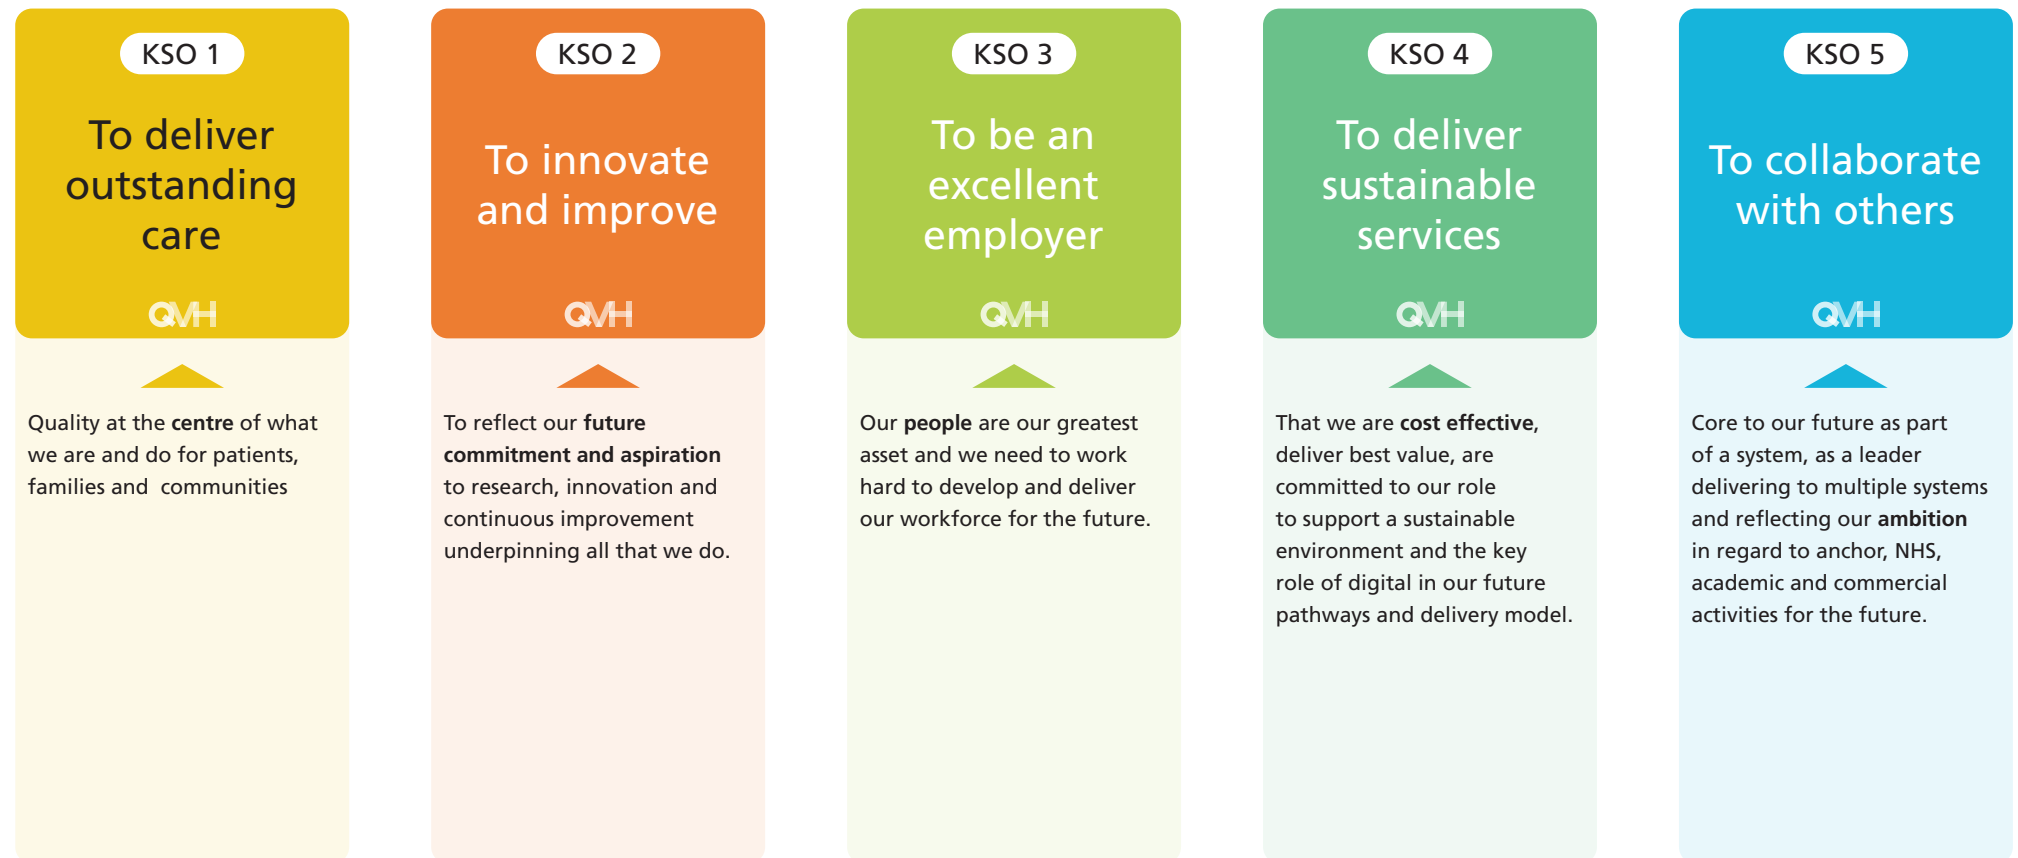 KSO 1
To deliver
outstanding
care
QVH
Quality at the centre of what
we are and do for patients,
families and  communities
KSO 2
To innovate
and improve
QVH
To reflect our future
commitment and aspiration
to research, innovation and
continuous improvement
underpinning all that we do.
KSO 3
To be an
excellent
employer
QVH
Our people are our greatest
asset and we need to work
hard to develop and deliver
our workforce for the future.
KSO 4
To deliver
sustainable
services
QVH
That we are cost effective,
deliver best value, are
committed to our role
to support a sustainable
environment and the key
role of digital in our future
pathways and delivery model.
KSO 5
To collaborate
with others
QVH
Core to our future as part
of a system, as a leader
delivering to multiple systems
and reflecting our ambition
in regard to anchor, NHS,
academic and commercial
activities for the future.